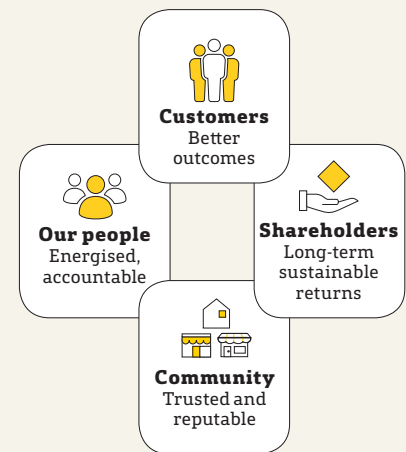 Customers
Better
outcomes
Our people
Energised,
accountable
Shareholders
Long-term
sustainable
returns
Community
Trusted and
reputable